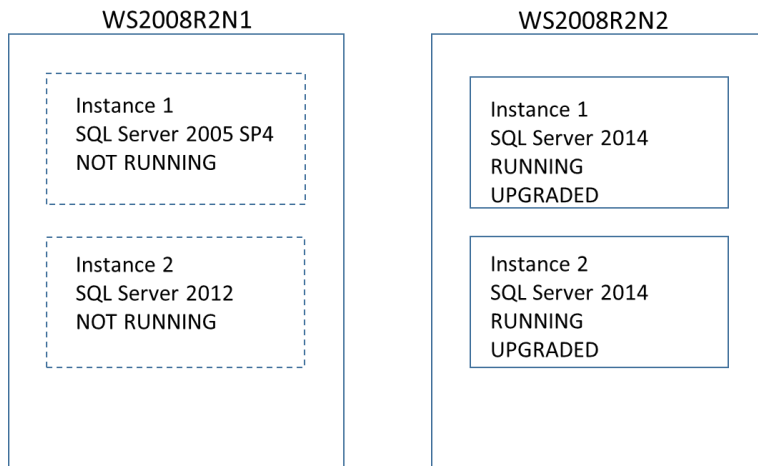 WS2008R2N1
Instance 1
SQL Server 2005 SP4
NOT RUNNING
Instance 2
SQL Server 2012
NOT RUNNING
WS2008R2N2
Instance 1
SQL Server 2014
RUNNING
UPGRADED
Instance 2
SQL Server 2014
RUNNING
UPGRADED